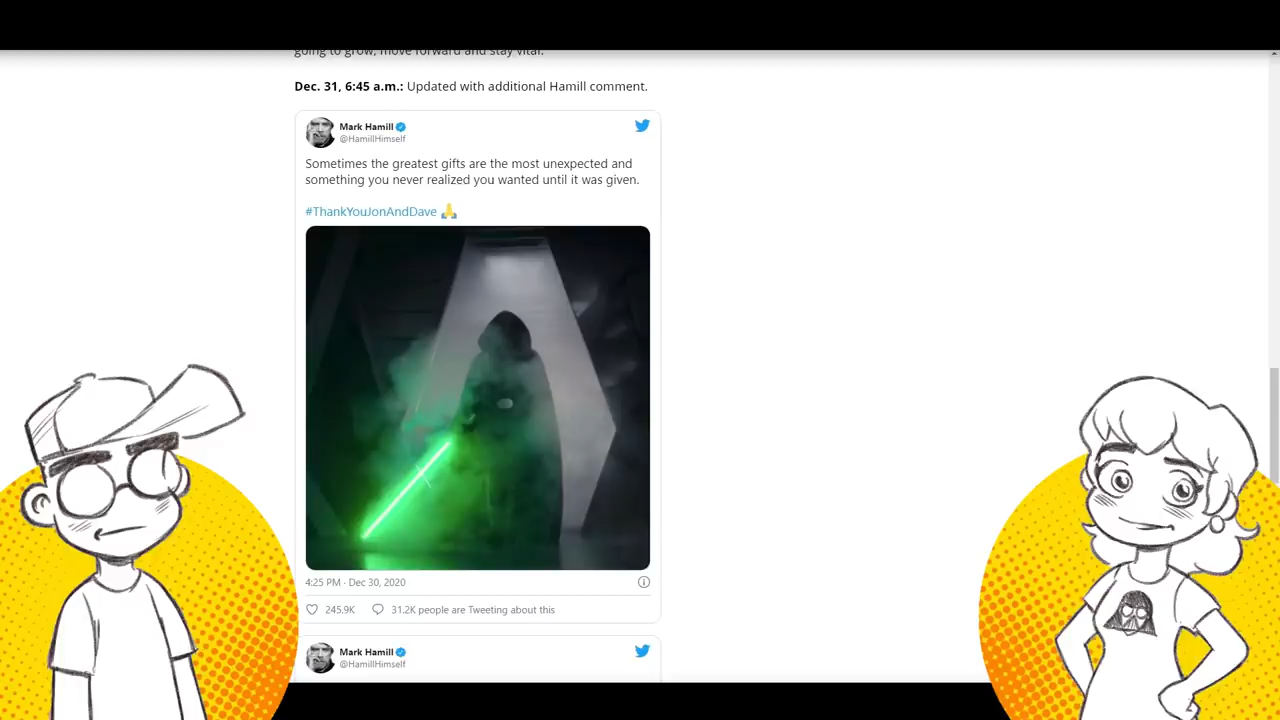 going to grow, move forward and stay vital.
Dec. 31, 6:45 a.m.: Updated with additional Hamill comment.
Mark Hamill
@HamillHimself
Sometimes the greatest gifts are the most unexpected and
something you never realized you wanted until it was given.
#ThankYouJonAndDave 🙏
4:25 PM · Dec 30, 2020
245.9K 31.2K people are Tweeting about this
Mark Hamill
@HamillHimself